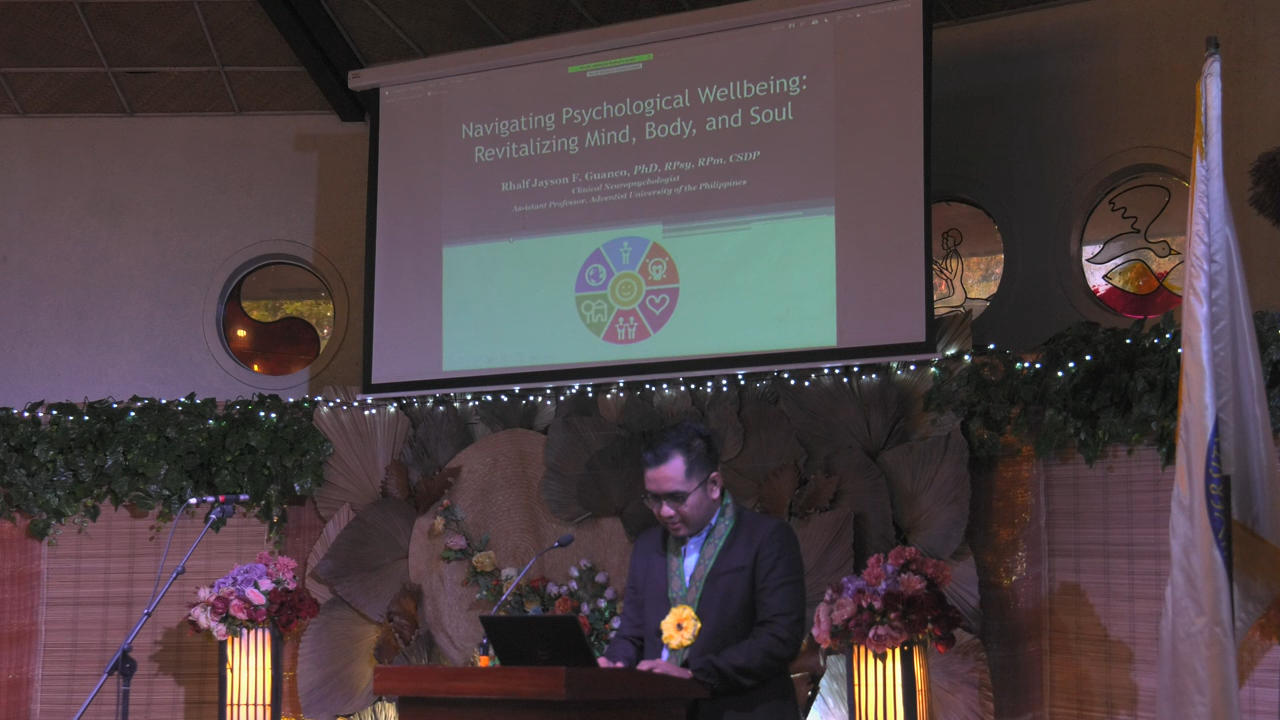 Navigating Psychological Wellbeing:
Revitalizing Mind, Body, and Soul
Rhalf Jayson F. Guanco, PhD, RPsy, RPm, CSDP
Clinical Neuropsychologist
Assistant Professor, Adventist University of the Philippines